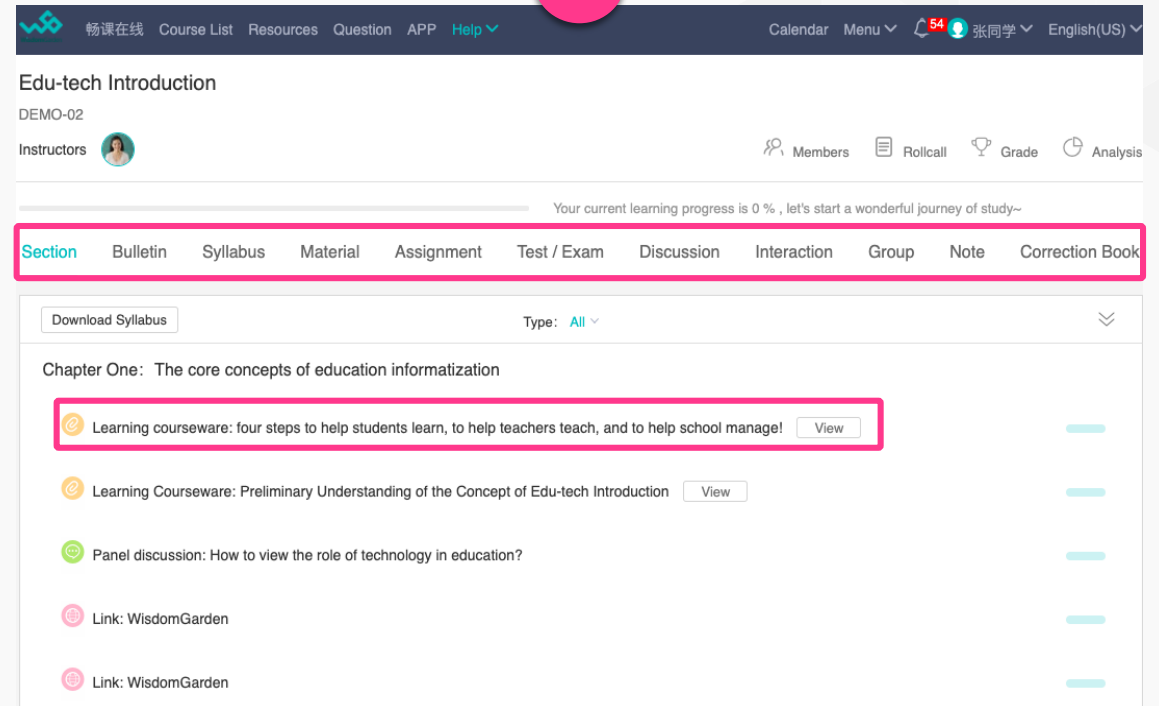 畅课在线 Course List Resources Question APP Help Calendar Menu 54 张同学 English(US)
Edu-tech Introduction
DEMO-02
Instructors Members Rollcall Grade Analysis
Your current learning progress is 0 % , let's start a wonderful journey of study~
Section Bulletin Syllabus Material Assignment Test / Exam Discussion Interaction Group Note Correction Book
Download Syllabus Type: All
Chapter One: The core concepts of education informatization
Learning courseware: four steps to help students learn, to help teachers teach, and to help school manage! View
Learning Courseware: Preliminary Understanding of the Concept of Edu-tech Introduction View
Panel discussion: How to view the role of technology in education?
Link: WisdomGarden
Link: WisdomGarden